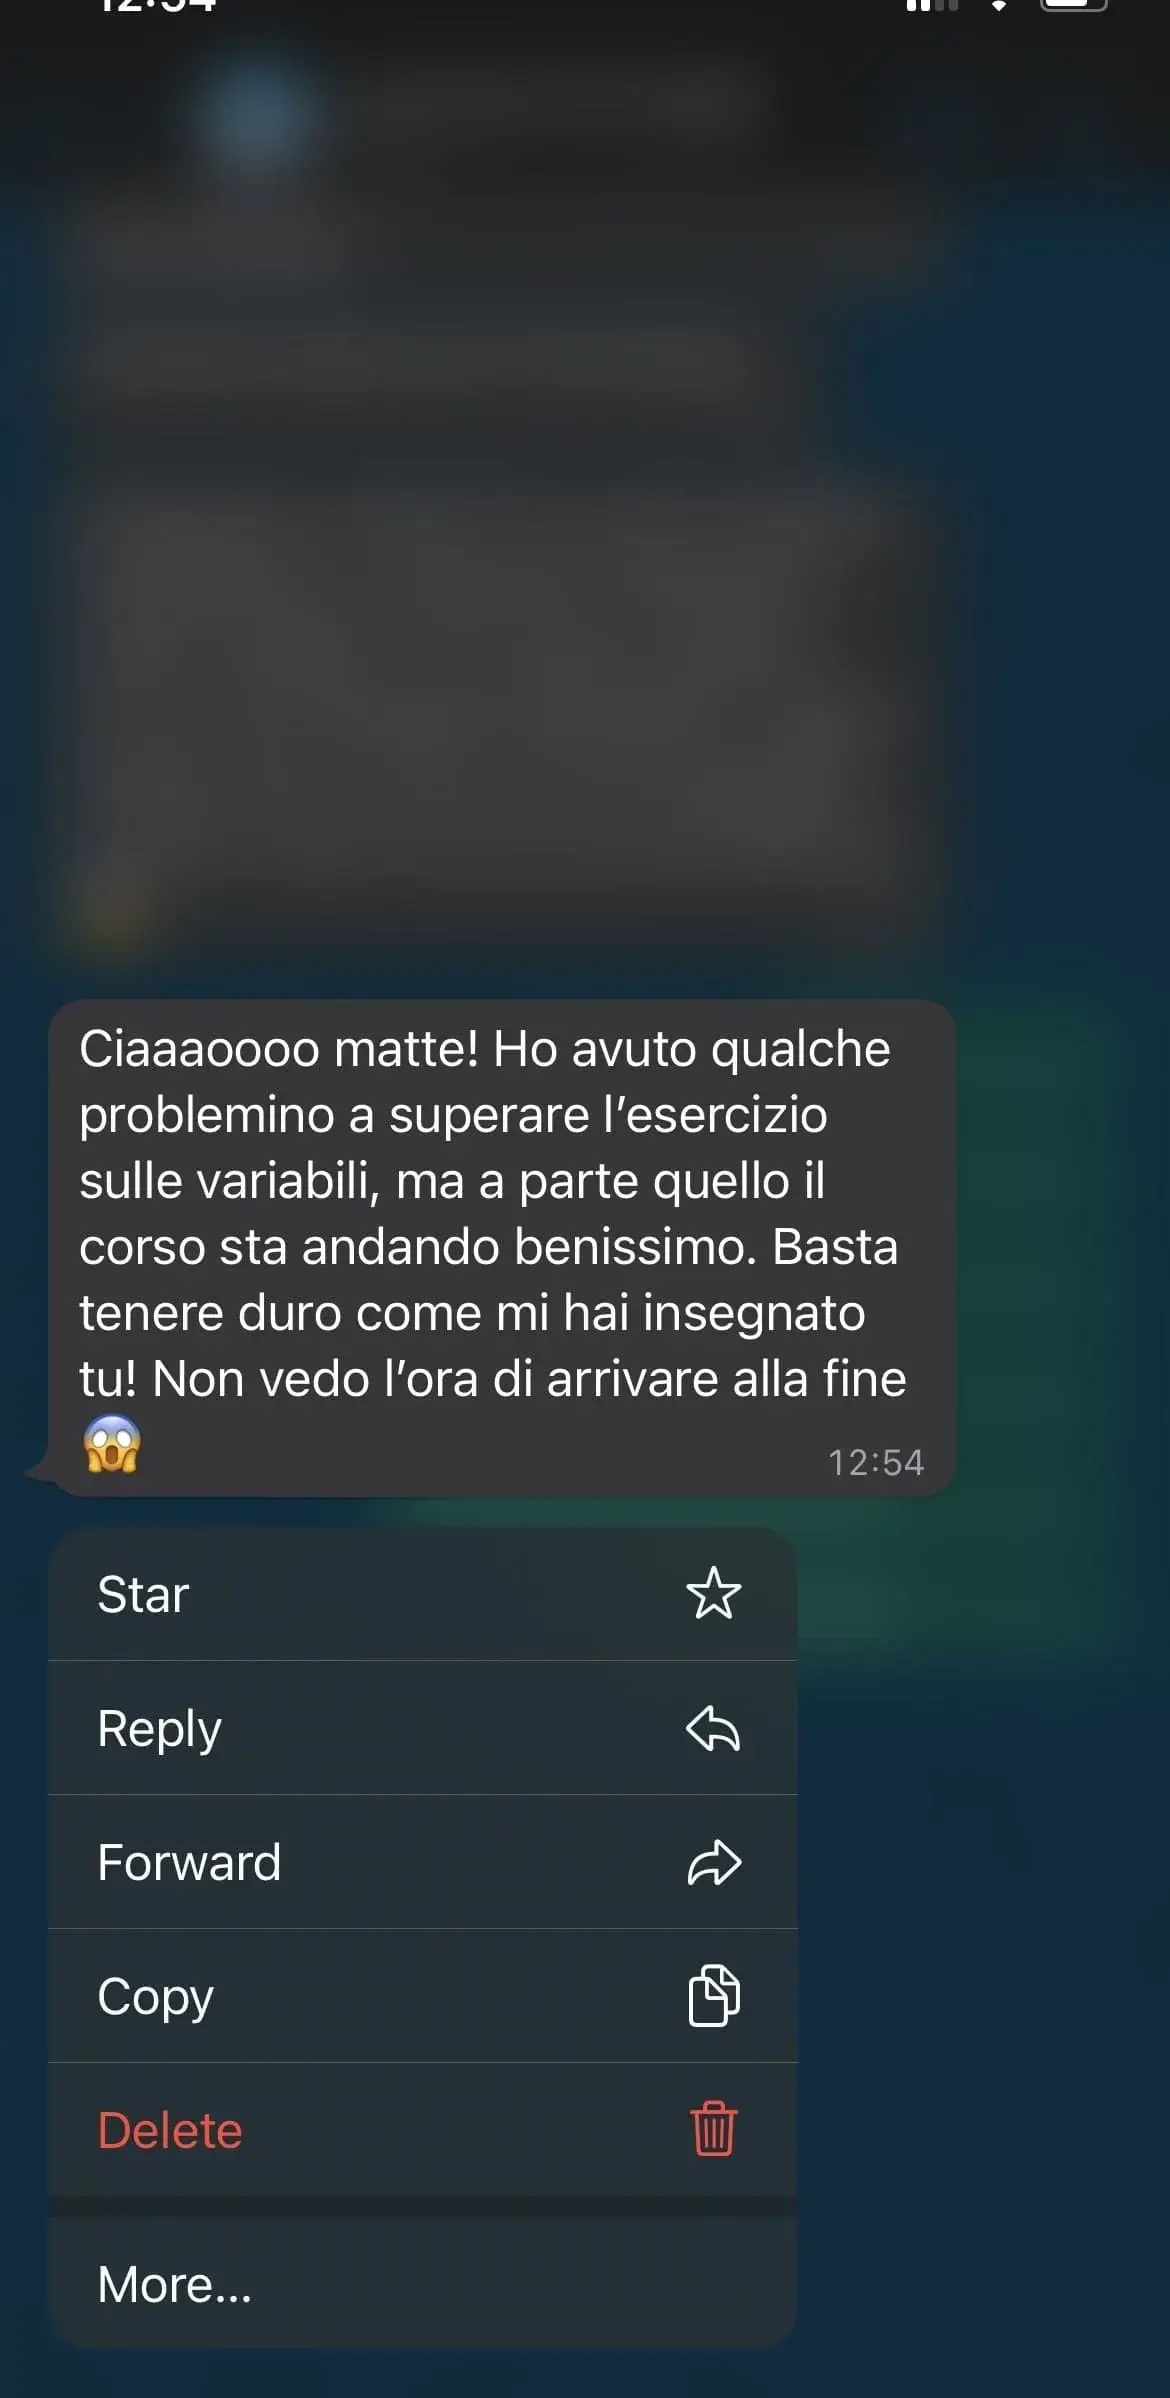 12:54
Ciaaaoooo matte! Ho avuto qualche
problemino a superare l’esercizio
sulle variabili, ma a parte quello il
corso sta andando benissimo. Basta
tenere duro come mi hai insegnato
tu! Non vedo l’ora di arrivare alla fine
😱
12:54
Star
Reply
Forward
Copy
Delete
More...